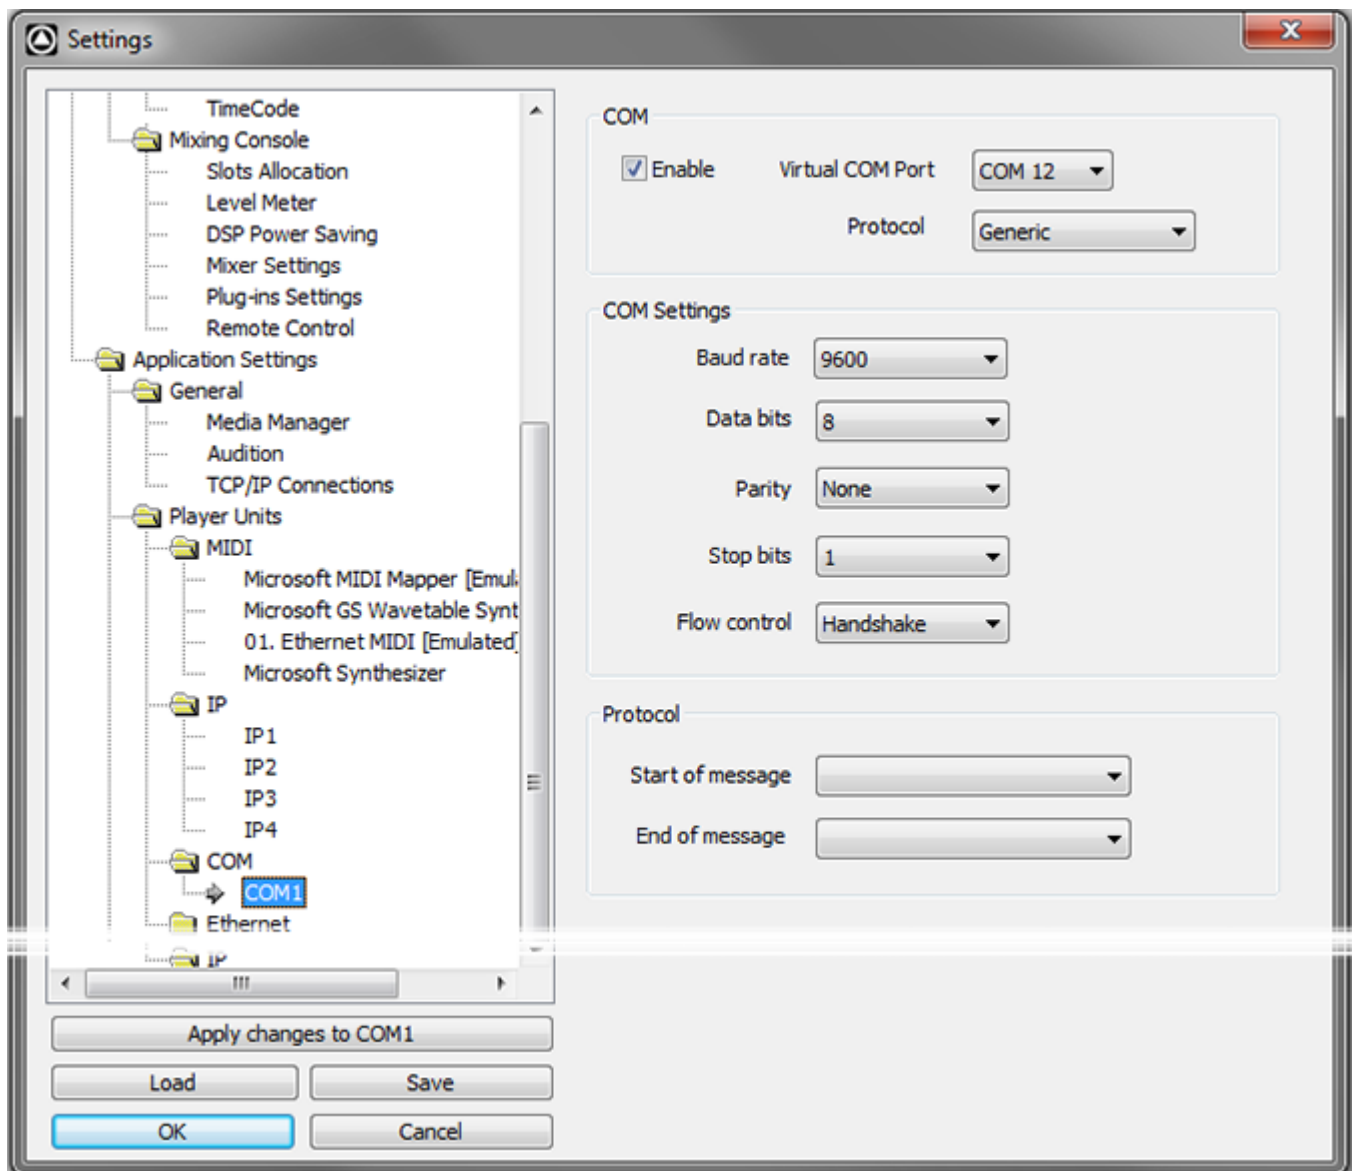 Settings
TimeCode
Mixing Console
Slots Allocation
Level Meter
DSP Power Saving
Mixer Settings
Plug-ins Settings
Remote Control
Application Settings
General
Media Manager
Audition
TCP/IP Connections
Player Units
MIDI
Microsoft MIDI Mapper [Emul
Microsoft GS Wavetable Synt
01. Ethernet MIDI [Emulated]
Microsoft Synthesizer
IP
IP1
IP2
IP3
IP4
COM
COM1
Ethernet
IP
Apply changes to COM1
Load Save
OK Cancel
COM
Enable Virtual COM Port COM 12
Protocol Generic
COM Settings
Baud rate 9600
Data bits 8
Parity None
Stop bits 1
Flow control Handshake
Protocol
Start of message
End of message